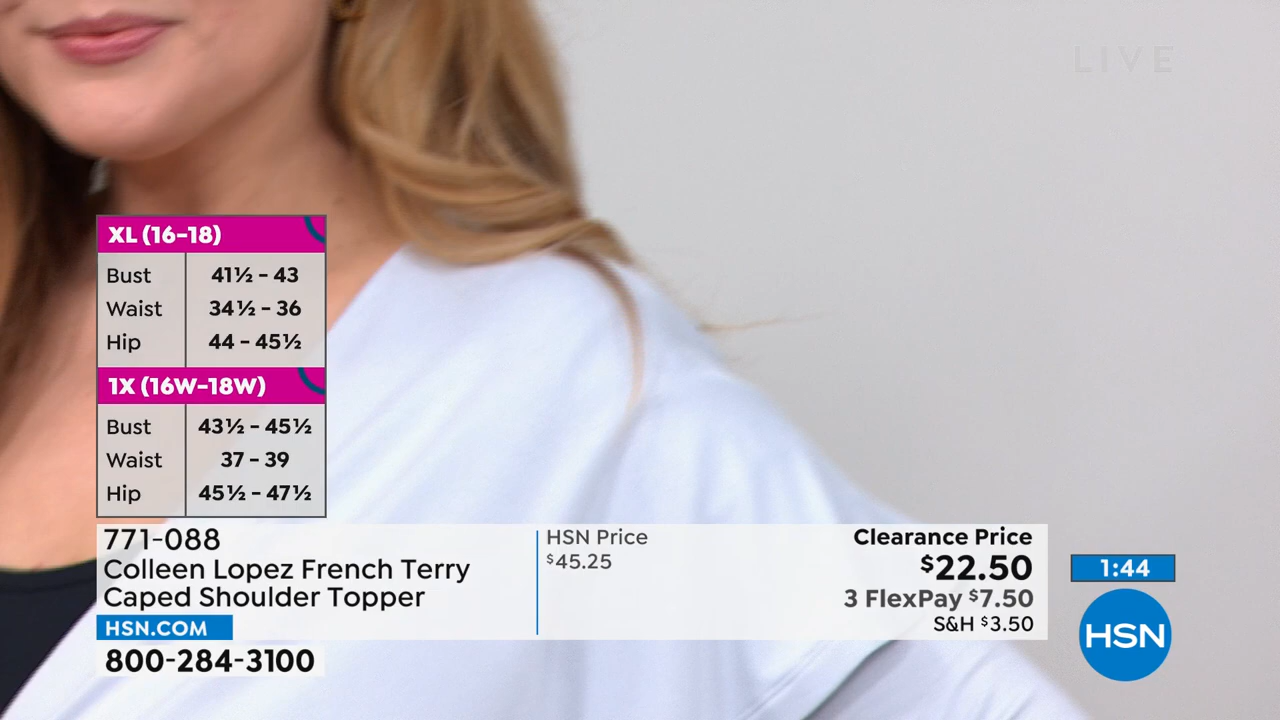 LIVE
XL (16-18)
Bust 41½ - 43
Waist 34½ - 36
Hip 44 - 45½
1X (16W-18W)
Bust 43½ - 45½
Waist 37 - 39
Hip 45½ - 47½
771-088
Colleen Lopez French Terry
Caped Shoulder Topper
HSN.COM
800-284-3100
HSN Price
$45.25
Clearance Price
$22.50
3 FlexPay $7.50
S&H $3.50
1:44
HSN